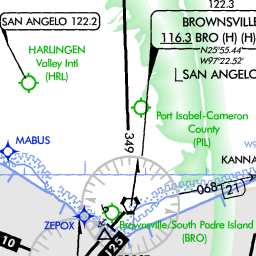 122.3
SAN ANGELO 122.2
BROWNSVILLE
116.3 BRO (H) (H)
N25°55.44'
W97°22.52'
SAN ANGELO
HARLINGEN
Valley Intl
(HRL)
Port Isabel-Cameron
County
(PIL)
349
MABUS
KANNA
068
21
ZEPOX
Brownsville/South Padre Island
(BRO)
10
125